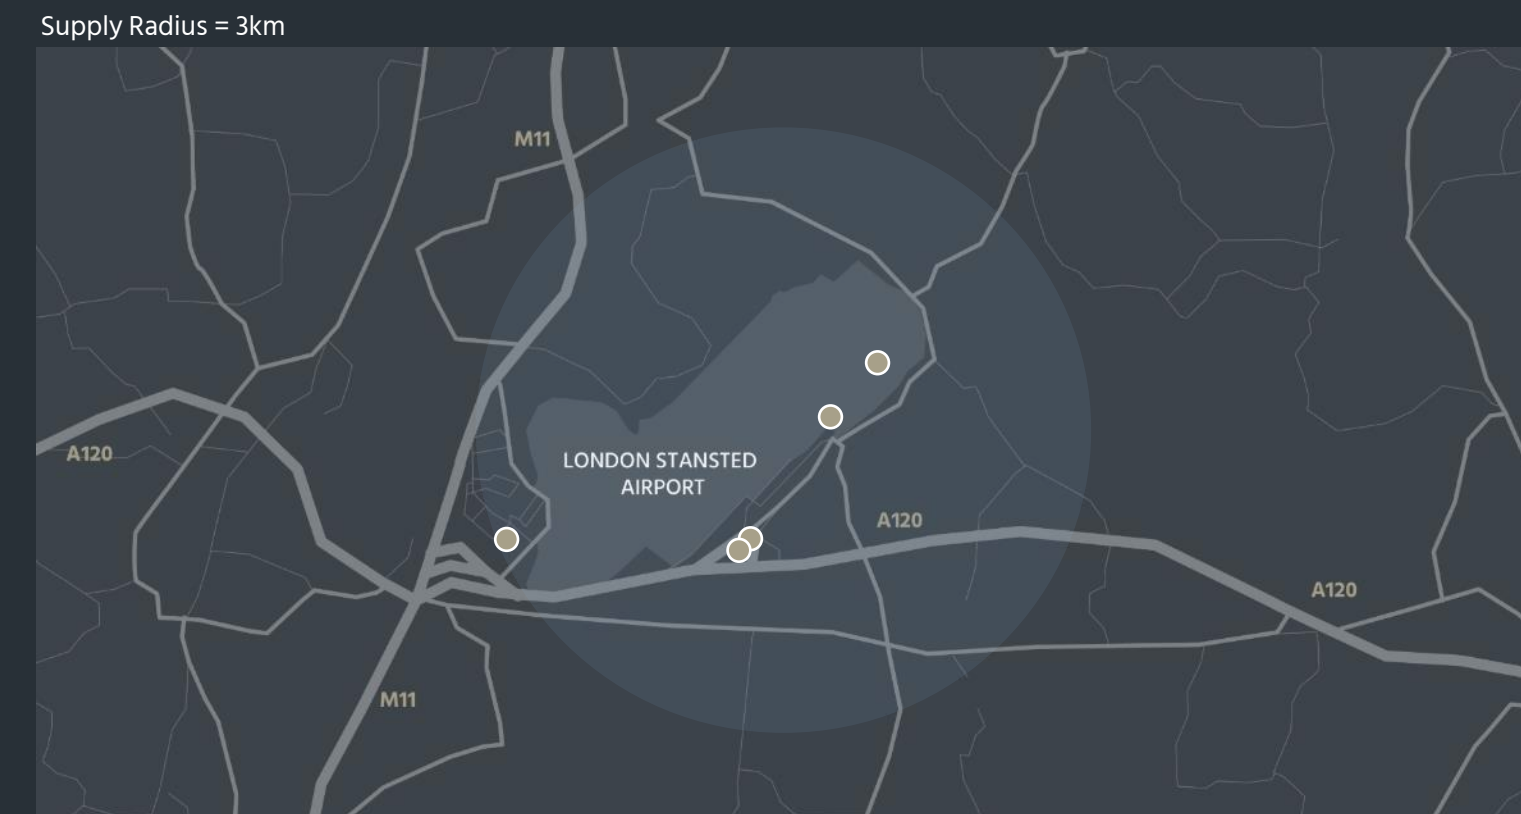 Supply Radius = 3km
M11
A120
LONDON STANSTED
AIRPORT
A120
A120
M11